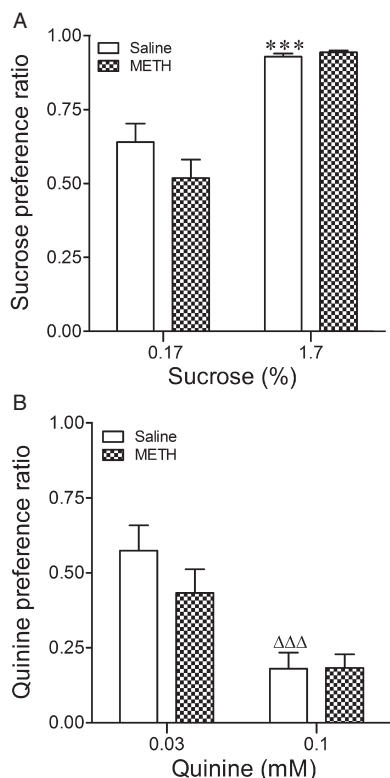 A
Sucrose preference ratio
1.00
0.75
0.50
0.25
0.00
Saline
METH
***
0.17
1.7
Sucrose (%)
B
Quinine preference ratio
1.00
0.75
0.50
0.25
0.00
Saline
METH
ΔΔΔ
0.03
0.1
Quinine (mM)